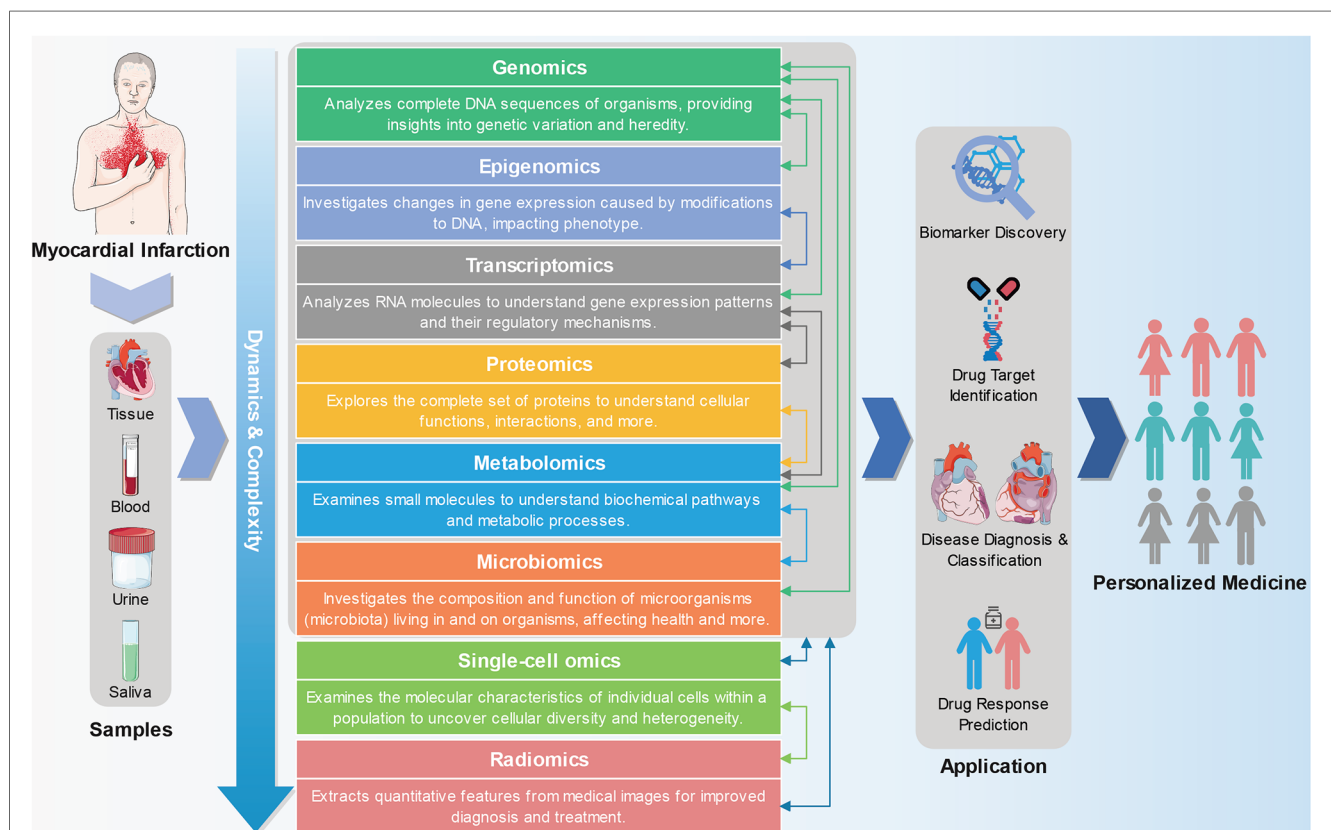 Myocardial Infarction
Tissue
Blood
Urine
Saliva
Samples
Dynamics & Complexity
Genomics
Analyzes complete DNA sequences of organisms, providing
insights into genetic variation and heredity.
Epigenomics
Investigates changes in gene expression caused by modifications
to DNA, impacting phenotype.
Transcriptomics
Analyzes RNA molecules to understand gene expression patterns
and their regulatory mechanisms.
Proteomics
Explores the complete set of proteins to understand cellular
functions, interactions, and more.
Metabolomics
Examines small molecules to understand biochemical pathways
and metabolic processes.
Microbiomics
Investigates the composition and function of microorganisms
(microbiota) living in and on organisms, affecting health and more.
Single-cell omics
Examines the molecular characteristics of individual cells within a
population to uncover cellular diversity and heterogeneity.
Radiomics
Extracts quantitative features from medical images for improved
diagnosis and treatment.
Biomarker Discovery
Drug Target
Identification
Disease Diagnosis &
Classification
Drug Response
Prediction
Application
Personalized Medicine